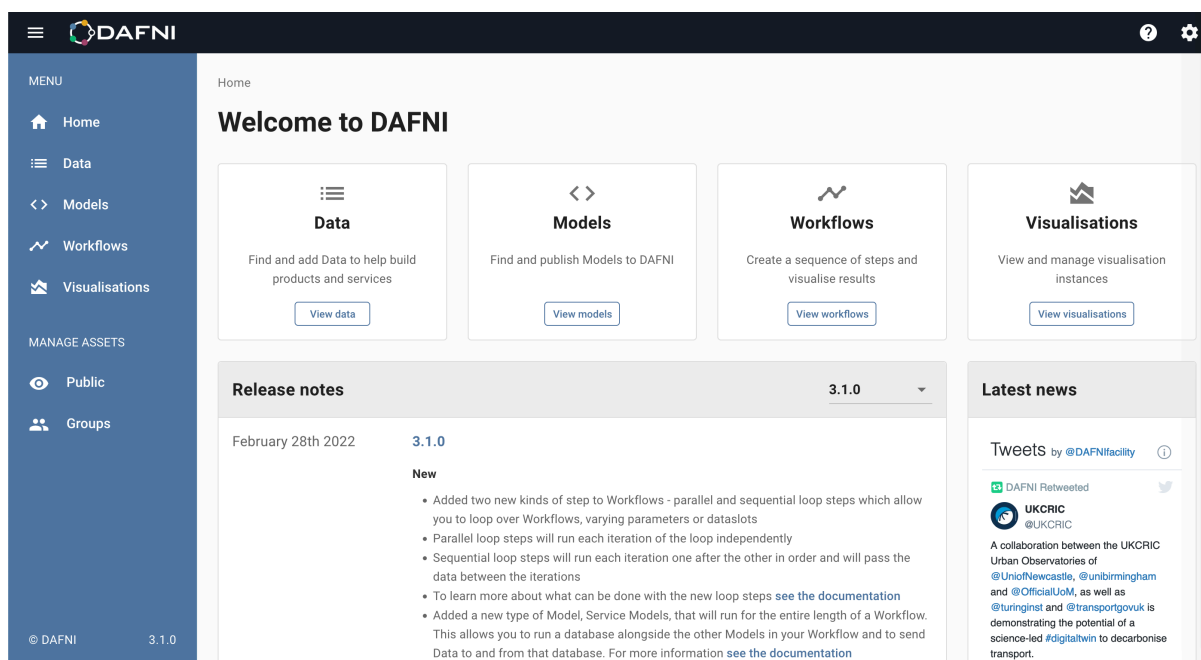 DAFNI
MENU
Home
Data
Models
Workflows
Visualisations
MANAGE ASSETS
Public
Groups
© DAFNI 3.1.0
Home
Welcome to DAFNI
Data
Find and add Data to help build
products and services
View data
Models
Find and publish Models to DAFNI
View models
Workflows
Create a sequence of steps and
visualise results
View workflows
Visualisations
View and manage visualisation
instances
View visualisations
Release notes 3.1.0
February 28th 2022 3.1.0
New
• Added two new kinds of step to Workflows - parallel and sequential loop steps which allow
you to loop over Workflows, varying parameters or dataslots
• Parallel loop steps will run each iteration of the loop independently
• Sequential loop steps will run each iteration one after the other in order and will pass the
data between the iterations
• To learn more about what can be done with the new loop steps see the documentation
• Added a new type of Model, Service Models, that will run for the entire length of a Workflow.
This allows you to run a database alongside the other Models in your Workflow and to send
Data to and from that database. For more information see the documentation
Latest news
Tweets by @DAFNIfacility
DAFNI Retweeted
UKCRIC
@UKCRIC
A collaboration between the UKCRIC
Urban Observatories of
@UniofNewcastle, @unibirmingham
and @OfficialUoM, as well as
@turinginst and @transportgovuk is
demonstrating the potential of a
science-led #digitaltwin to decarbonise
transport.